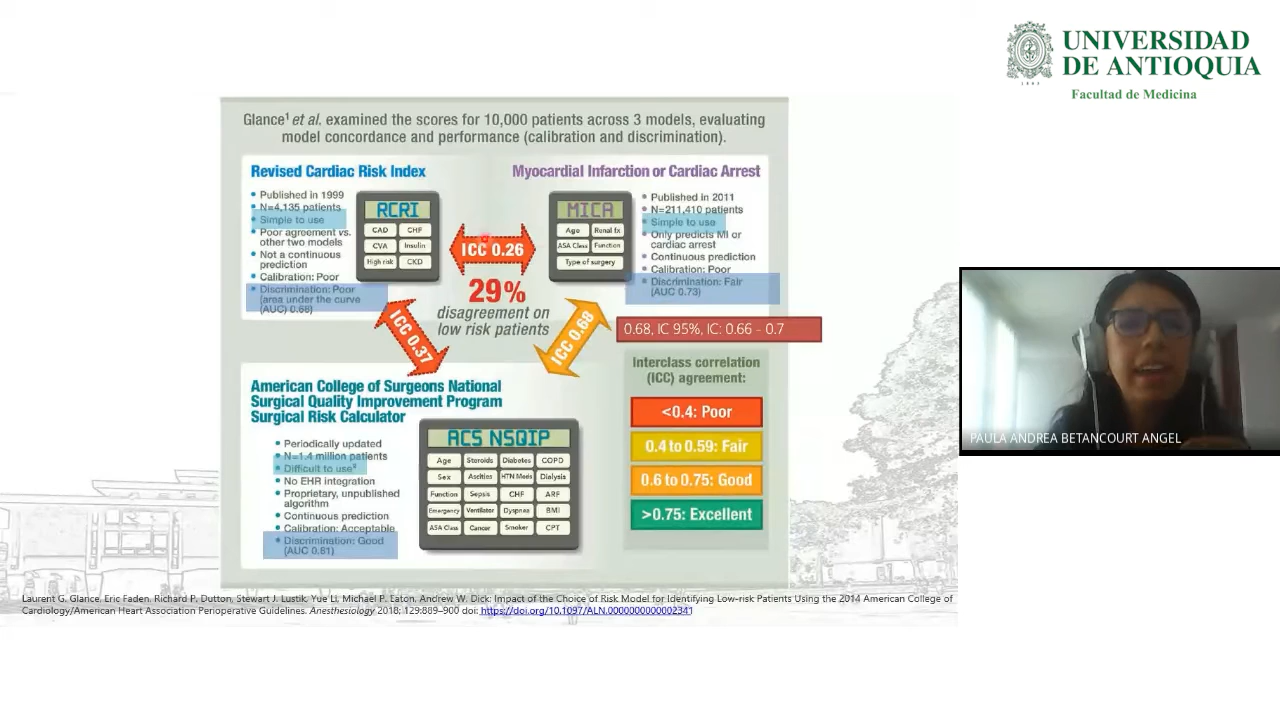 UNIVERSIDAD
DE ANTIOQUIA
1803
Facultad de Medicina
Glance¹ et al. examined the scores for 10,000 patients across 3 models, evaluating
model concordance and performance (calibration and discrimination).
Revised Cardiac Risk Index
• Published in 1999
• N=4,135 patients
• Simple to use
• Poor agreement vs.
other two models
• Not a continuous
prediction
• Calibration: Poor
• Discrimination: Poor
(area under the curve
(AUC) 0.68)
RCRI
CAD CHF
CVA Insulin
High risk CKD
ICC 0.26
29%
disagreement on
low risk patients
Myocardial Infarction or Cardiac Arrest
MICA
Age Renal fx
ASA Class Function
Type of surgery
• Published in 2011
• N=211,410 patients
• Simple to use
• Only predicts MI or
cardiac arrest
• Continuous prediction
• Calibration: Poor
• Discrimination: Fair
(AUC 0.73)
ICC 0.37
ICC 0.68
0.68, IC 95%, IC: 0.66 - 0.7
American College of Surgeons National
Surgical Quality Improvement Program
Surgical Risk Calculator
• Periodically updated
• N=1.4 million patients
• Difficult to use
• No EHR integration
• Proprietary, unpublished
algorithm
• Continuous prediction
• Calibration: Acceptable
• Discrimination: Good
(AUC 0.81)
ACS NSQIP
Age Steroids Diabetes COPD
Sex Ascities HTN Meds Dialysis
Function Sepsis CHF ARF
Emergency Ventilator Dyspnea BMI
ASA Class Cancer Smoker CPT
Interclass correlation
(ICC) agreement:
<0.4: Poor
0.4 to 0.59: Fair
0.6 to 0.75: Good
>0.75: Excellent
PAULA ANDREA BETANCOURT ANGEL
Laurent G. Glance, Eric Faden, Richard P. Dutton, Stewart J. Lustik, Yue Li, Michael P. Eaton, Andrew W. Dick; Impact of the Choice of Risk Model for Identifying Low-risk Patients Using the 2014 American College of
Cardiology/American Heart Association Perioperative Guidelines. Anesthesiology 2018; 129:889–900 doi: https://doi.org/10.1097/ALN.0000000000002341